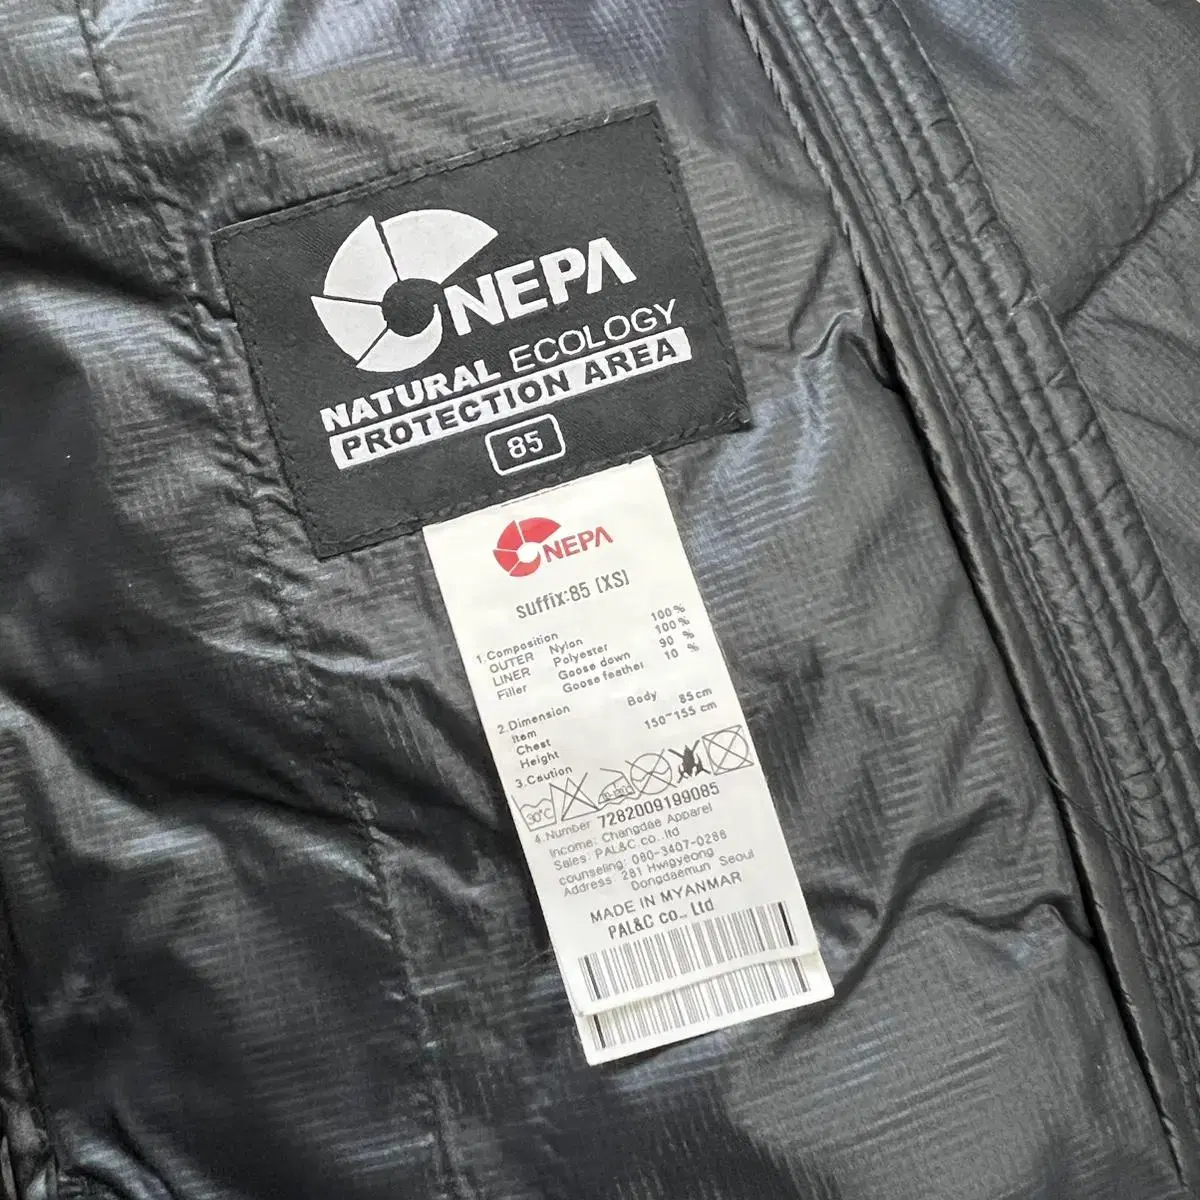 NEPA
NATURAL ECOLOGY
PROTECTION AREA
85
NEPA
suffix:85 (XS)
1.Composition
OUTER Nylon 100%
LINER Polyester 100%
Filler Goose down 90 %
Goose feather 10 %
2.Dimension
Item Body
Chest 85cm
Height 150~155 cm
3.Caution
30°C
4.Number 7282009199085
Income: Changdae Apparel
Sales: PAL&C co.,ltd
counseling: 080-3407-0286
Address: 281 Hwigyeong
Dongdaemun Seoul
MADE IN MYANMAR
PAL&C co., Ltd